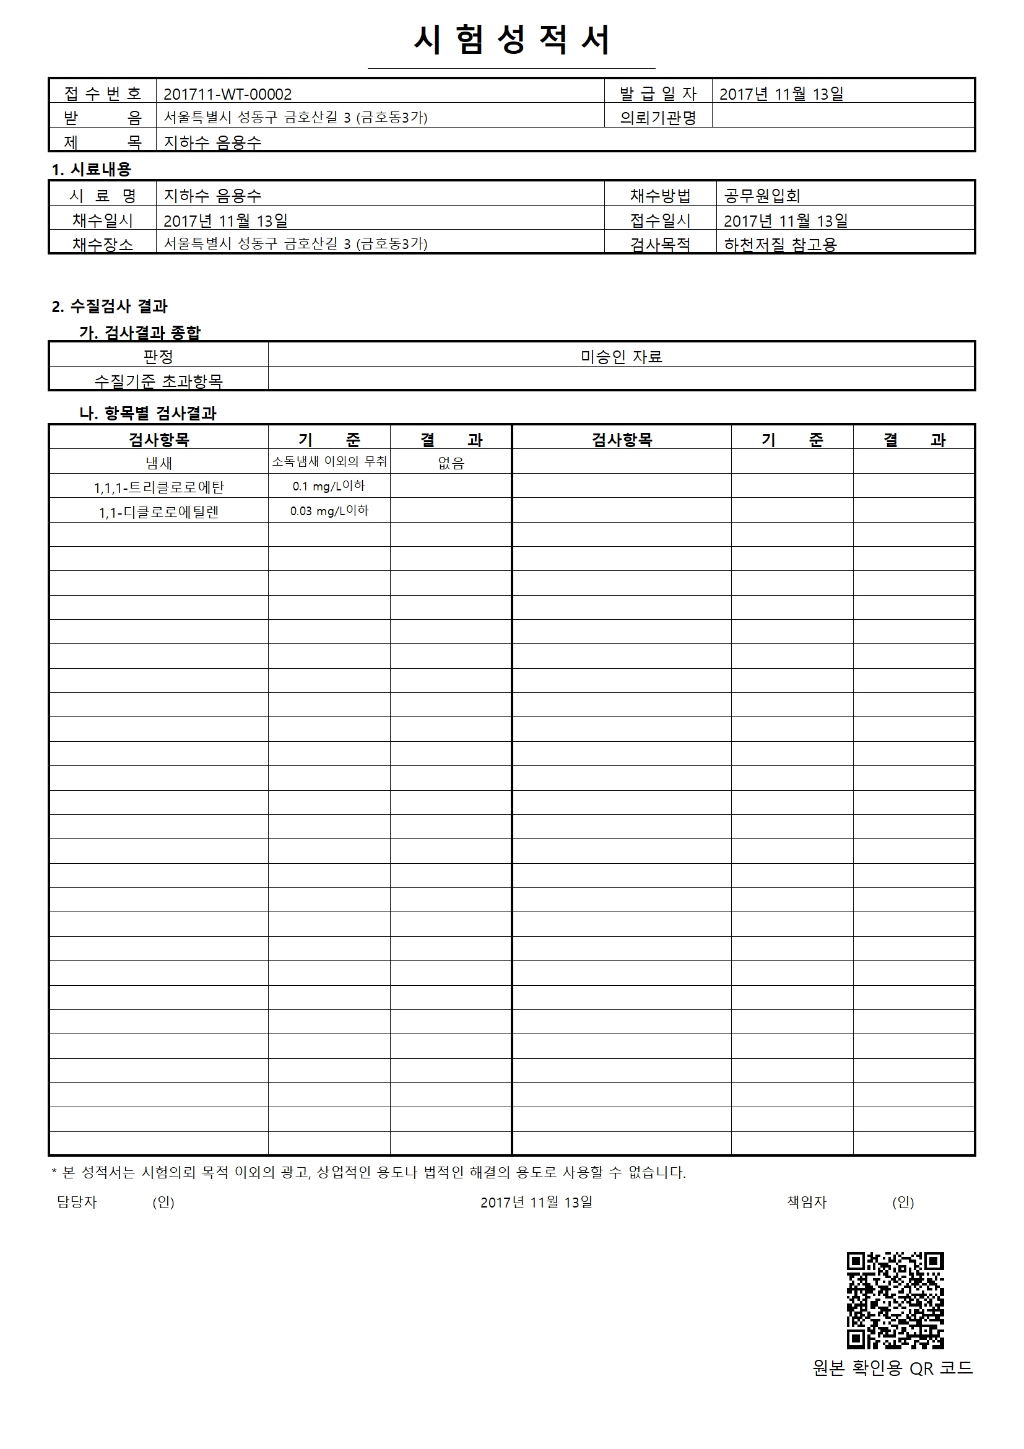 시 험 성 적 서
접 수 번 호 201711-WT-00002 발 급 일 자 2017년 11월 13일
받 음 서울특별시 성동구 금호산길 3 (금호동3가) 의뢰기관명
제 목 지하수 음용수
1. 시료내용
시 료 명 지하수 음용수 채수방법 공무원입회
채수일시 2017년 11월 13일 접수일시 2017년 11월 13일
채수장소 서울특별시 성동구 금호산길 3 (금호동3가) 검사목적 하천저질 참고용
2. 수질검사 결과
가. 검사결과 종합
판정 미승인 자료
수질기준 초과항목
나. 항목별 검사결과
검사항목 기 준 결 과 검사항목 기 준 결 과
냄새 소독냄새 이외의 무취 없음
1,1,1-트리클로로에탄 0.1 mg/L이하
1,1-디클로로에틸렌 0.03 mg/L이하
* 본 성적서는 시험의뢰 목적 이외의 광고, 상업적인 용도나 법적인 해결의 용도로 사용할 수 없습니다.
담당자 (인) 2017년 11월 13일 책임자 (인)
원본 확인용 QR 코드